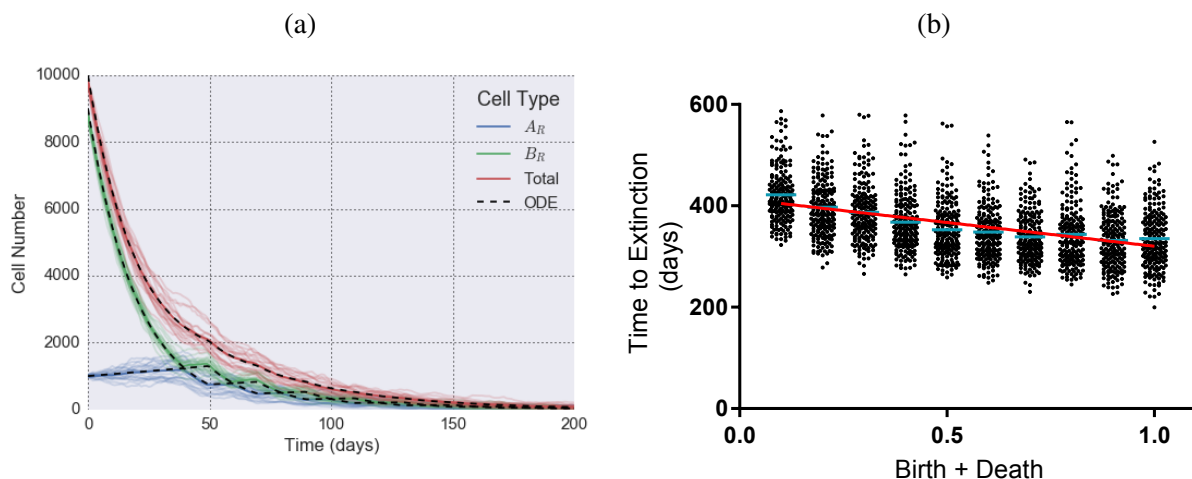 (a)
10000
8000
6000
4000
2000
0
Cell Number
0 50 100 150 200
Time (days)
Cell Type
A_R
B_R
Total
ODE
(b)
600
400
200
0
Time to Extinction
(days)
0.0 0.5 1.0
Birth + Death